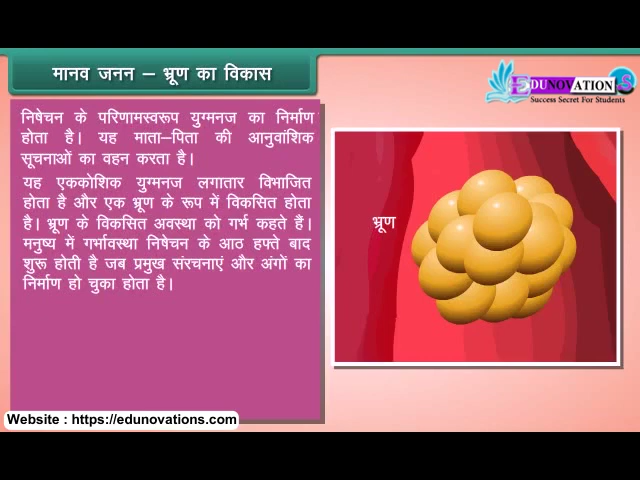 मानव जनन – भ्रूण का विकास
EDUNOVATIONS
Success Secret For Students
निषेचन के परिणामस्वरूप युग्मनज का निर्माण
होता है। यह माता–पिता की आनुवांशिक
सूचनाओं का वहन करता है।
यह एककोशिक युग्मनज लगातार विभाजित
होता है और एक भ्रूण के रूप में विकसित होता
है। भ्रूण के विकसित अवस्था को गर्भ कहते हैं।
मनुष्य में गर्भावस्था निषेचन के आठ हफ्ते बाद
शुरू होती है जब प्रमुख संरचनाएं और अंगों का
निर्माण हो चुका होता है।
भ्रूण
Website : https://edunovations.com